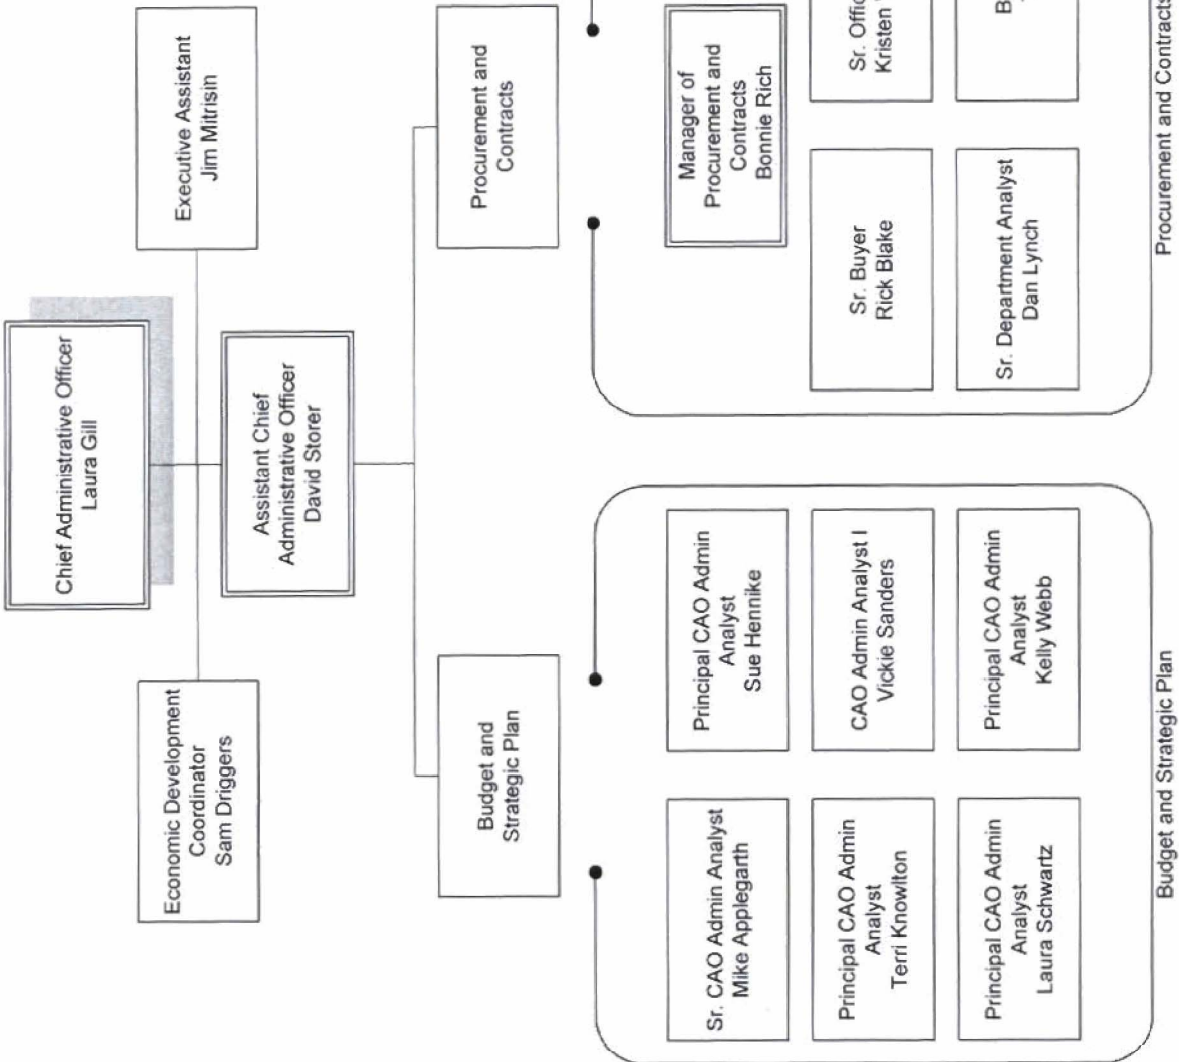 Chief Administrative Officer
Laura Gill
Economic Development
Coordinator
Sam Driggers
Executive Assistant
Jim Mitrisin
Assistant Chief
Administrative Officer
David Storer
Budget and
Strategic Plan
Procurement and
Contracts
Sr. CAO Admin Analyst
Mike Applegarth
Principal CAO Admin
Analyst
Sue Hennike
Principal CAO Admin
Analyst
Terri Knowlton
CAO Admin Analyst I
Vickie Sanders
Principal CAO Admin
Analyst
Laura Schwartz
Principal CAO Admin
Analyst
Kelly Webb
Budget and Strategic Plan
Manager of
Procurement and
Contracts
Bonnie Rich
Sr. Buyer
Rick Blake
Sr.
Kristen
Sr. Department Analyst
Dan Lynch
Procurement and Contracts